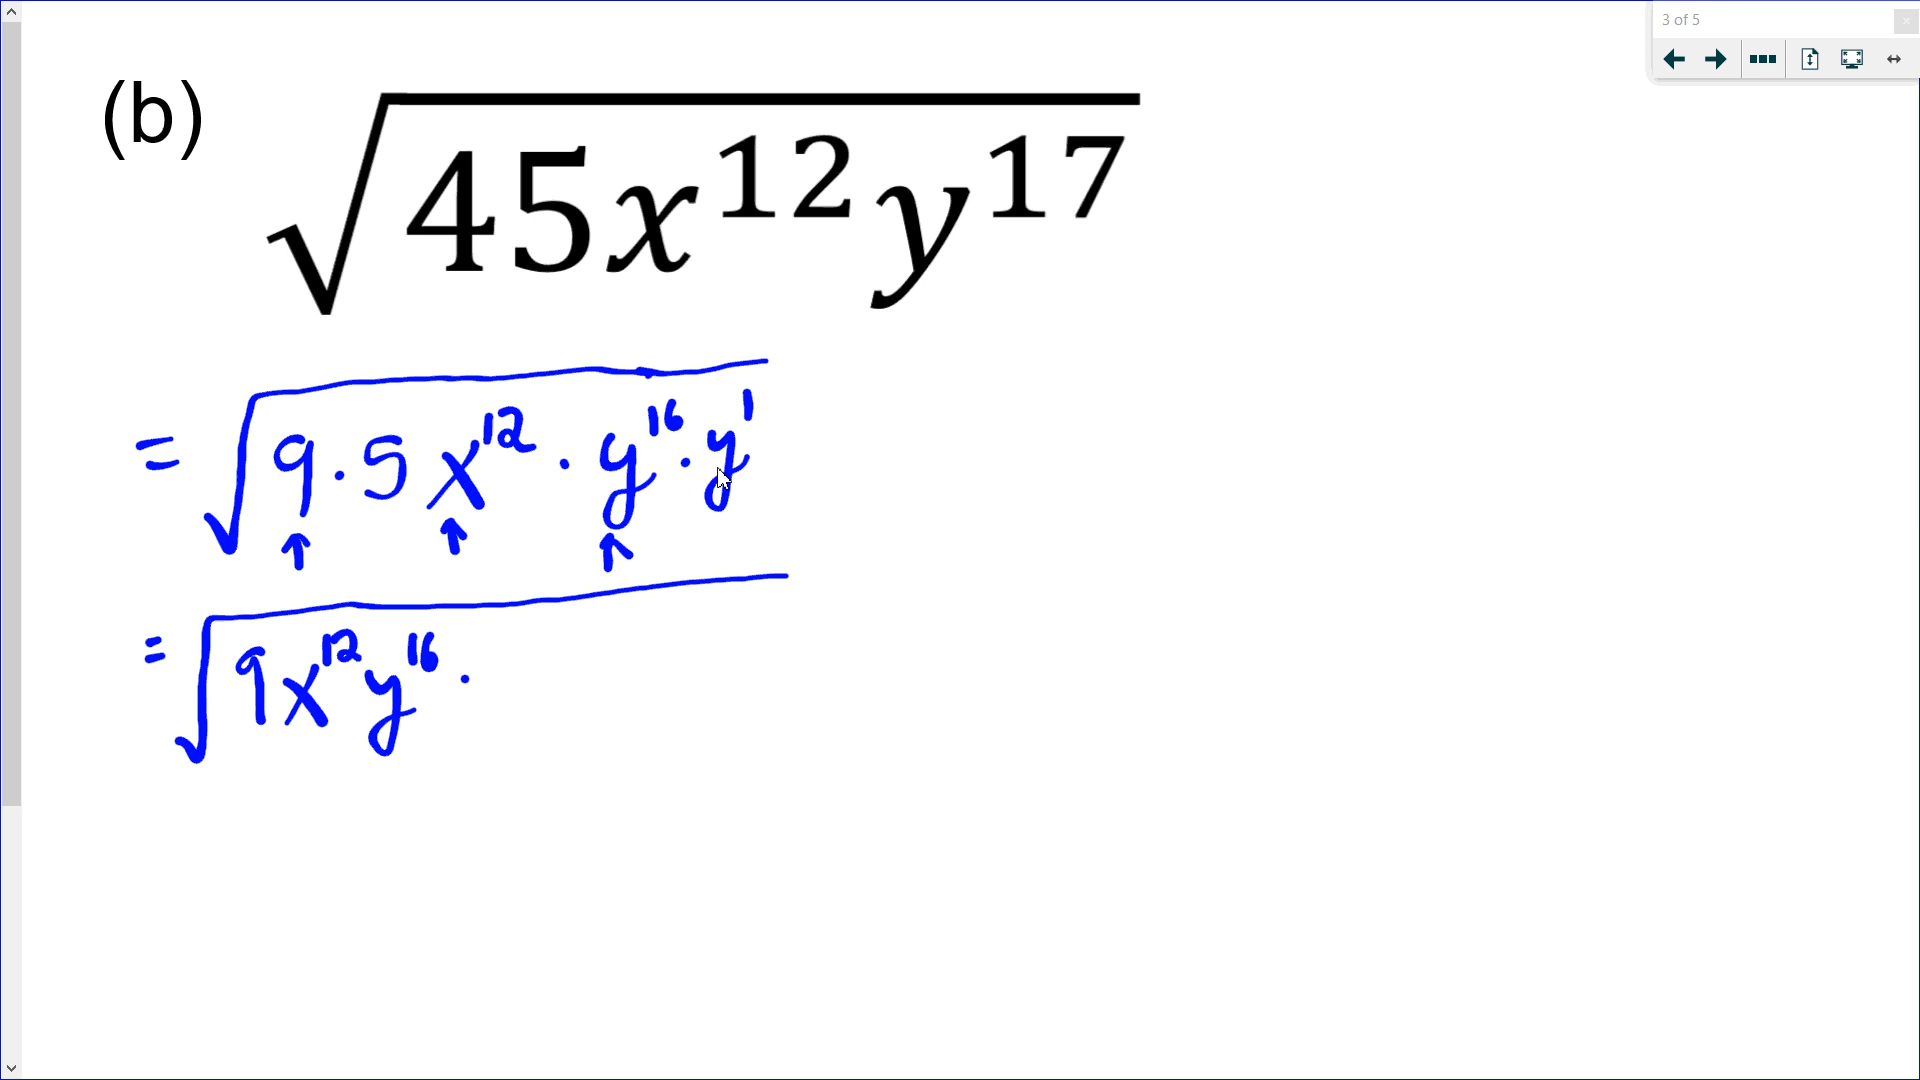 3 of 5
(b) √45x¹²y¹⁷
= √9·5x¹²·y¹⁶·y¹
= √9x¹²y¹⁶·